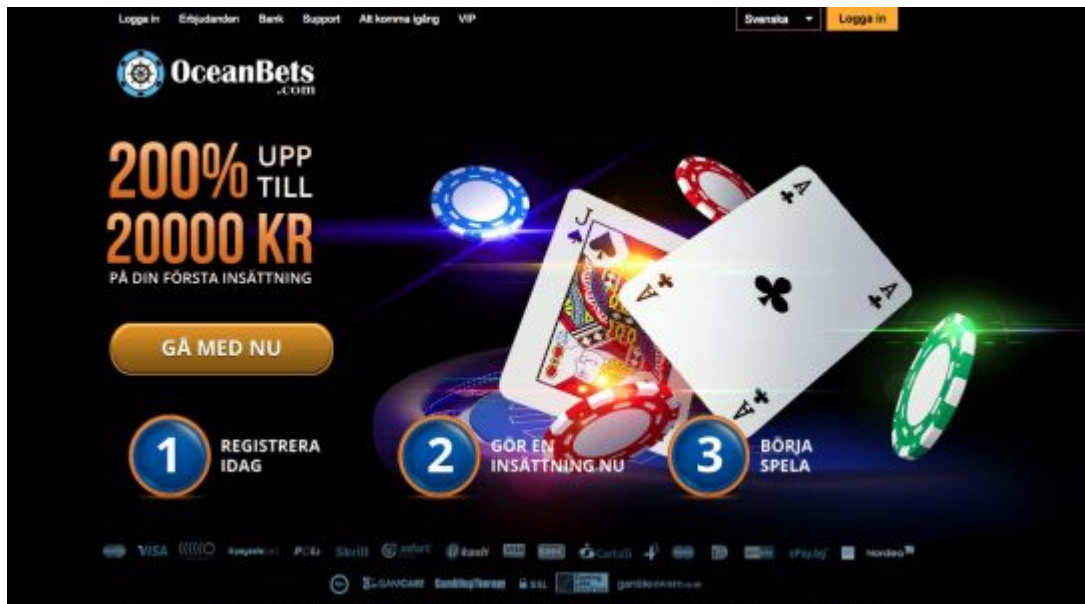 Logga in Erbjudanden Bank Support Att komma igång VIP
Svenska
Logga in
OceanBets
.com
200% UPP TILL
20000 KR
PÅ DIN FÖRSTA INSÄTTNING
GÅ MED NU
J
A
A
A
A
1 REGISTRERA IDAG
2 GÖR EN INSÄTTNING NU
3 BÖRJA SPELA
VISA Skrill Nordea
GAMCARE GamblingTherapy SSL